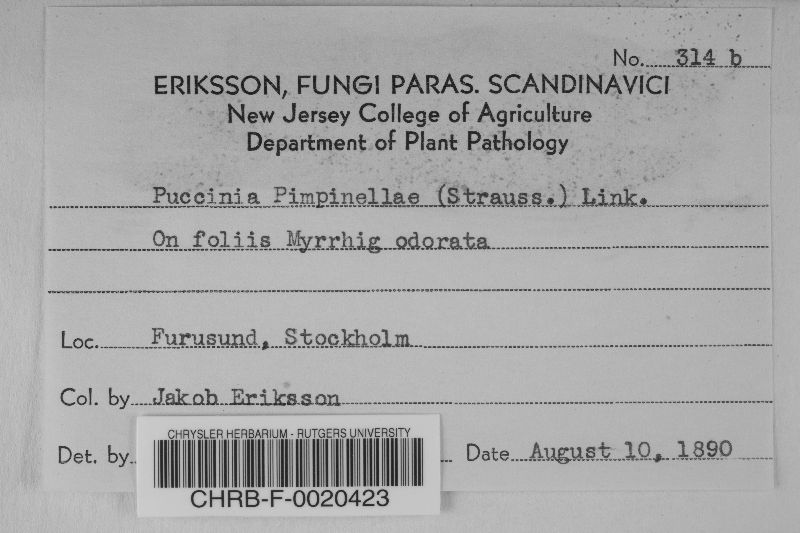 No. 314 b
ERIKSSON, FUNGI PARAS. SCANDINAVICI
New Jersey College of Agriculture
Department of Plant Pathology
Puccinia Pimpinellae (Strauss.) Link.
On foliis Myrrhig odorata
Loc. Furusund, Stockholm
Col. by Jakob Eriksson
Det. by
Date August 10, 1890
CHRYSLER HERBARIUM - RUTGERS UNIVERSITY
CHRB-F-0020423